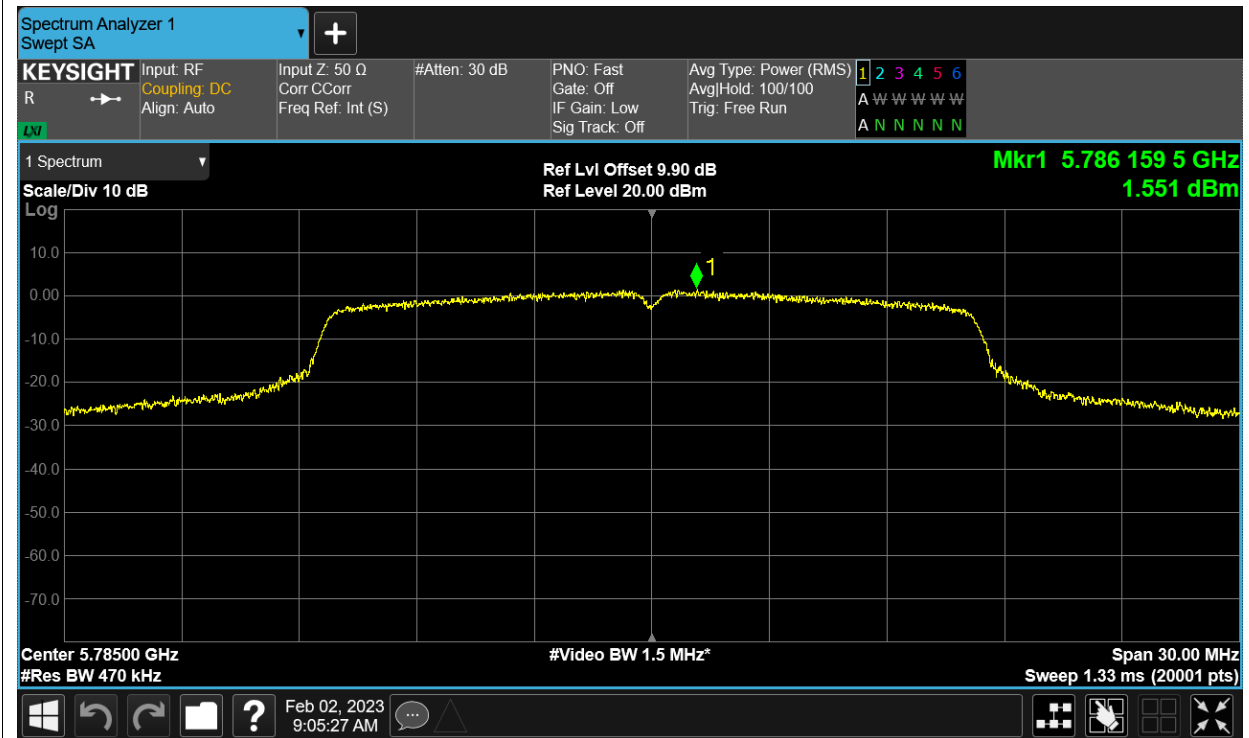 Spectrum Analyzer 1
Swept SA
KEYSIGHT
R
LXI
Input: RF
Coupling: DC
Align: Auto
Input Z: 50 Ω
Corr CCorr
Freq Ref: Int (S)
#Atten: 30 dB
PNO: Fast
Gate: Off
IF Gain: Low
Sig Track: Off
Avg Type: Power (RMS)
Avg|Hold: 100/100
Trig: Free Run
1 2 3 4 5 6
A W W W W W
A N N N N N
1 Spectrum
Scale/Div 10 dB
Ref Lvl Offset 9.90 dB
Ref Level 20.00 dBm
Mkr1 5.786 159 5 GHz
1.551 dBm
Log
10.0
0.00
-10.0
-20.0
-30.0
-40.0
-50.0
-60.0
-70.0
1
Center 5.78500 GHz
#Res BW 470 kHz
#Video BW 1.5 MHz*
Span 30.00 MHz
Sweep 1.33 ms (20001 pts)
?
Feb 02, 2023
9:05:27 AM